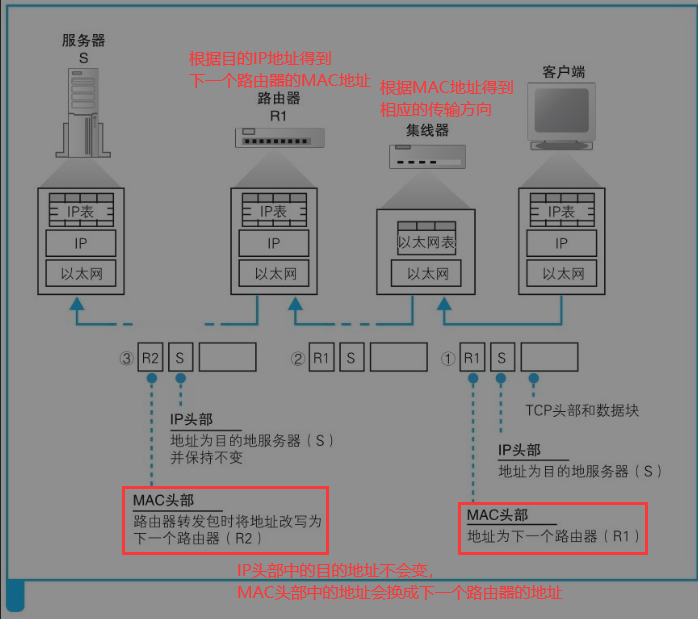 服务器
S
根据目的IP地址得到
下一个路由器的MAC地址
路由器
R1
根据MAC地址得到
相应的传输方向
集线器
客户端
IP表
IP
以太网
IP表
IP
以太网
以太网表
以太网
IP表
IP
以太网
③ R2 S
② R1 S
① R1 S
IP头部
地址为目的地服务器（S）
并保持不变
MAC头部
路由器转发包时将地址改写为
下一个路由器（R2）
TCP头部和数据块
IP头部
地址为目的地服务器（S）
MAC头部
地址为下一个路由器（R1）
IP头部中的目的地址不会变，
MAC头部中的地址会换成下一个路由器的地址